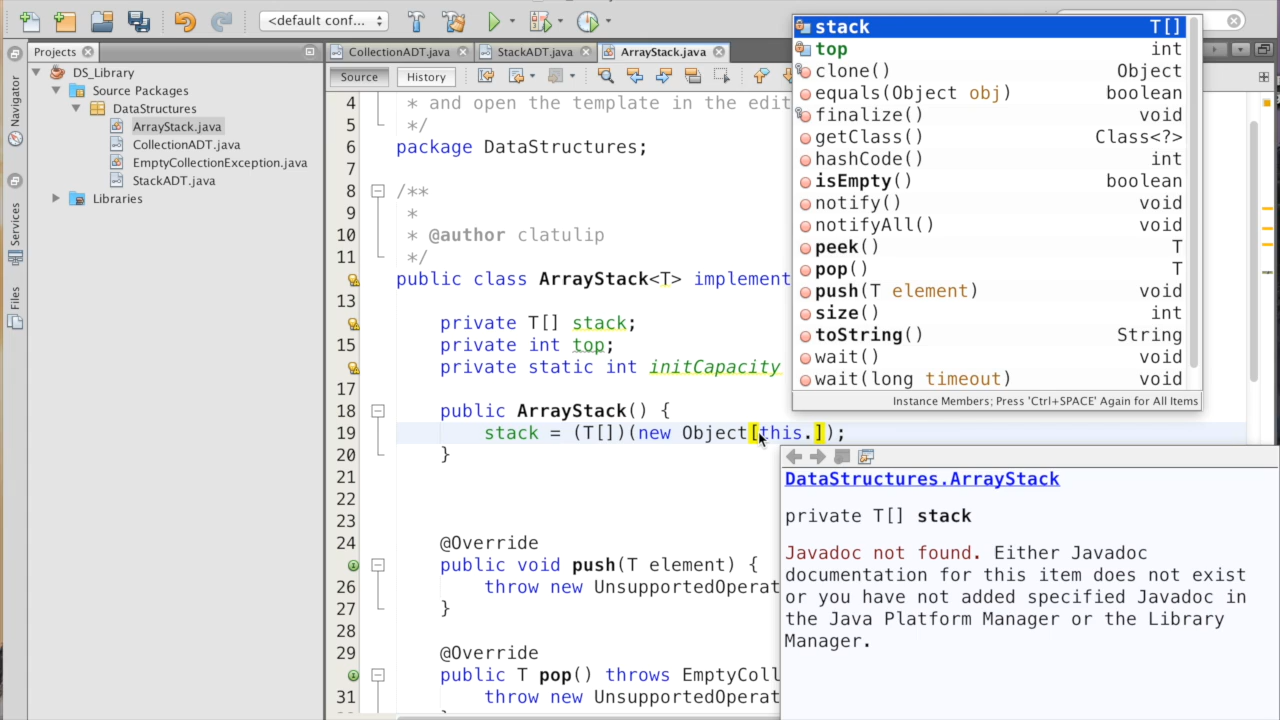 <default conf...
Projects
CollectionADT.java
StackADT.java
ArrayStack.java
Source
History
Navigator
Services
Files
DS_Library
Source Packages
DataStructures
ArrayStack.java
CollectionADT.java
EmptyCollectionException.java
StackADT.java
Libraries
4 * and open the template in the edit
5 */
6 package DataStructures;
7
8 /**
9 *
10 * @author clatulip
11 */
public class ArrayStack<T> implement
13
private T[] stack;
15 private int top;
private static int initCapacity
17
18 public ArrayStack() {
19 stack = (T[])(new Object[this.]);
20 }
21
22
23
24 @Override
public void push(T element) {
26 throw new UnsupportedOperat
27 }
28
29 @Override
public T pop() throws EmptyColl
31 throw new UnsupportedOperat
stack T[]
top int
clone() Object
equals(Object obj) boolean
finalize() void
getClass() Class<?>
hashCode() int
isEmpty() boolean
notify() void
notifyAll() void
peek() T
pop() T
push(T element) void
size() int
toString() String
wait() void
wait(long timeout) void
Instance Members; Press 'Ctrl+SPACE' Again for All Items
DataStructures.ArrayStack
private T[] stack
Javadoc not found. Either Javadoc
documentation for this item does not exist
or you have not added specified Javadoc in
the Java Platform Manager or the Library
Manager.